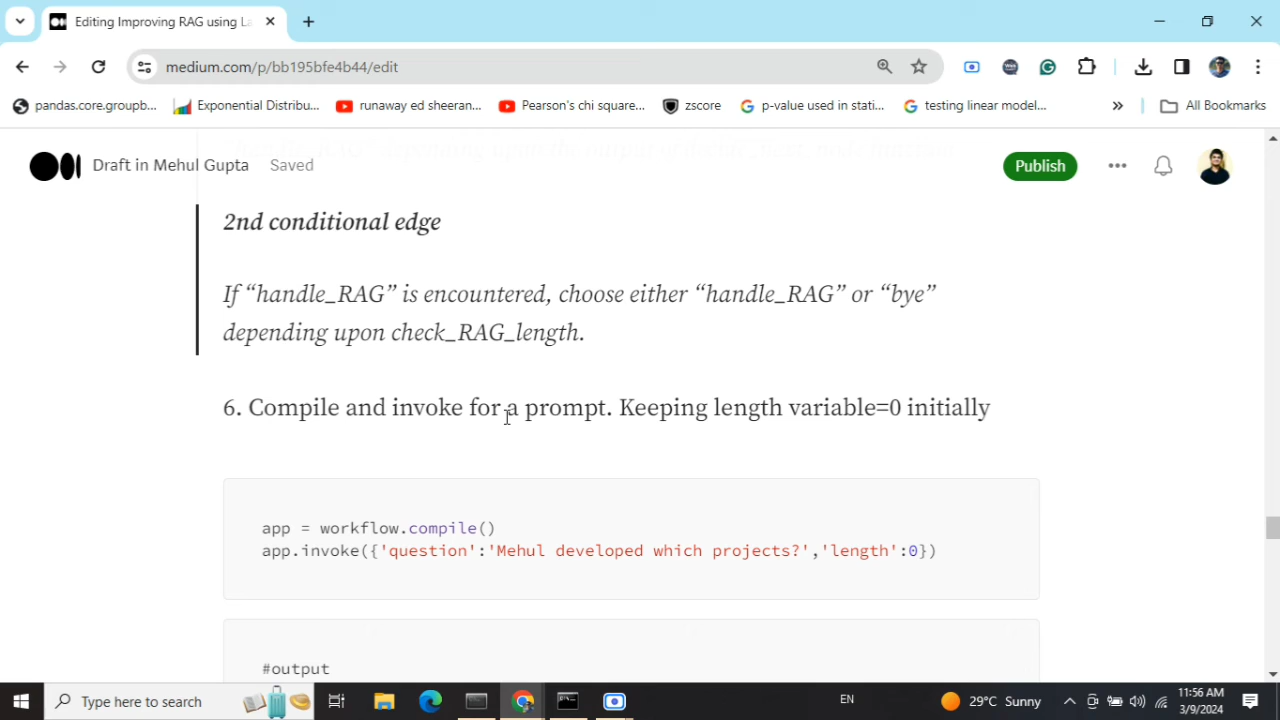 Editing Improving RAG using La
medium.com/p/bb195bfe4b44/edit
pandas.core.groupb...
Exponential Distribu...
runaway ed sheeran...
Pearson's chi square...
zscore
p-value used in stati...
testing linear model...
»
All Bookmarks
Draft in Mehul Gupta
Saved
Publish
2nd conditional edge
If “handle_RAG” is encountered, choose either “handle_RAG” or “bye”
depending upon check_RAG_length.
6. Compile and invoke for a prompt. Keeping length variable=0 initially
app = workflow.compile()
app.invoke({'question':'Mehul developed which projects?','length':0})
#output
Type here to search
EN
29°C Sunny
11:56 AM
3/9/2024